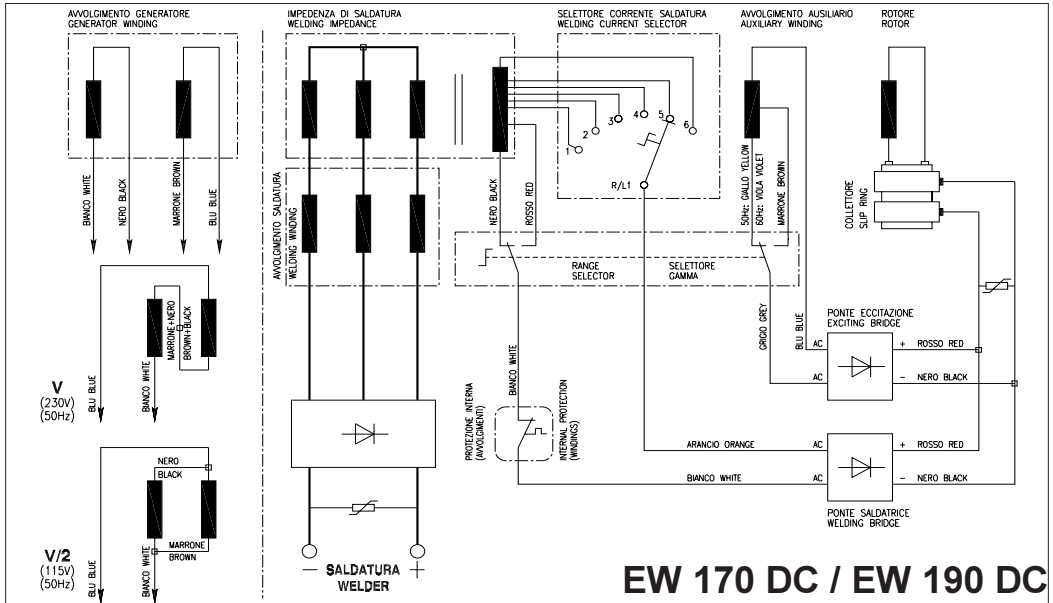 AVVOLGIMENTO GENERATORE
GENERATOR WINDING
IMPEDENZA DI SALDATURA
WELDING IMPEDANCE
SELETTORE CORRENTE SALDATURA
WELDING CURRENT SELECTOR
AVVOLGIMENTO AUSILIARIO
AUXILIARY WINDING
ROTORE
ROTOR
1
2
3
4
5
6
R/L1
BIANCO WHITE
NERO BLACK
MARRONE BROWN
BLU BLUE
AVVOLGIMENTO SALDATURA
WELDING WINDING
NERO BLACK
ROSSO RED
50Hz: GIALLO YELLOW
60Hz: VIOLA VIOLET
MARRONE BROWN
COLLETTORE
SLIP RING
RANGE
SELECTOR
SELETTORE
GAMMA
MARRONE+NERO
BROWN+BLACK
BLU BLUE
BIANCO WHITE
V
(230V)
(50Hz)
BIANCO WHITE
GRIGIO GREY
BLU BLUE
PONTE ECCITAZIONE
EXCITING BRIDGE
AC
+ ROSSO RED
AC
- NERO BLACK
PROTEZIONE INTERNA
(AVVOLGIMENTI)
INTERNAL PROTECTION
(WINDINGS)
ARANCIO ORANGE
AC
+ ROSSO RED
BIANCO WHITE
AC
- NERO BLACK
PONTE SALDATRICE
WELDING BRIDGE
NERO
BLACK
MARRONE
BROWN
BLU BLUE
BIANCO WHITE
V/2
(115V)
(50Hz)
— SALDATURA +
WELDER
EW 170 DC / EW 190 DC